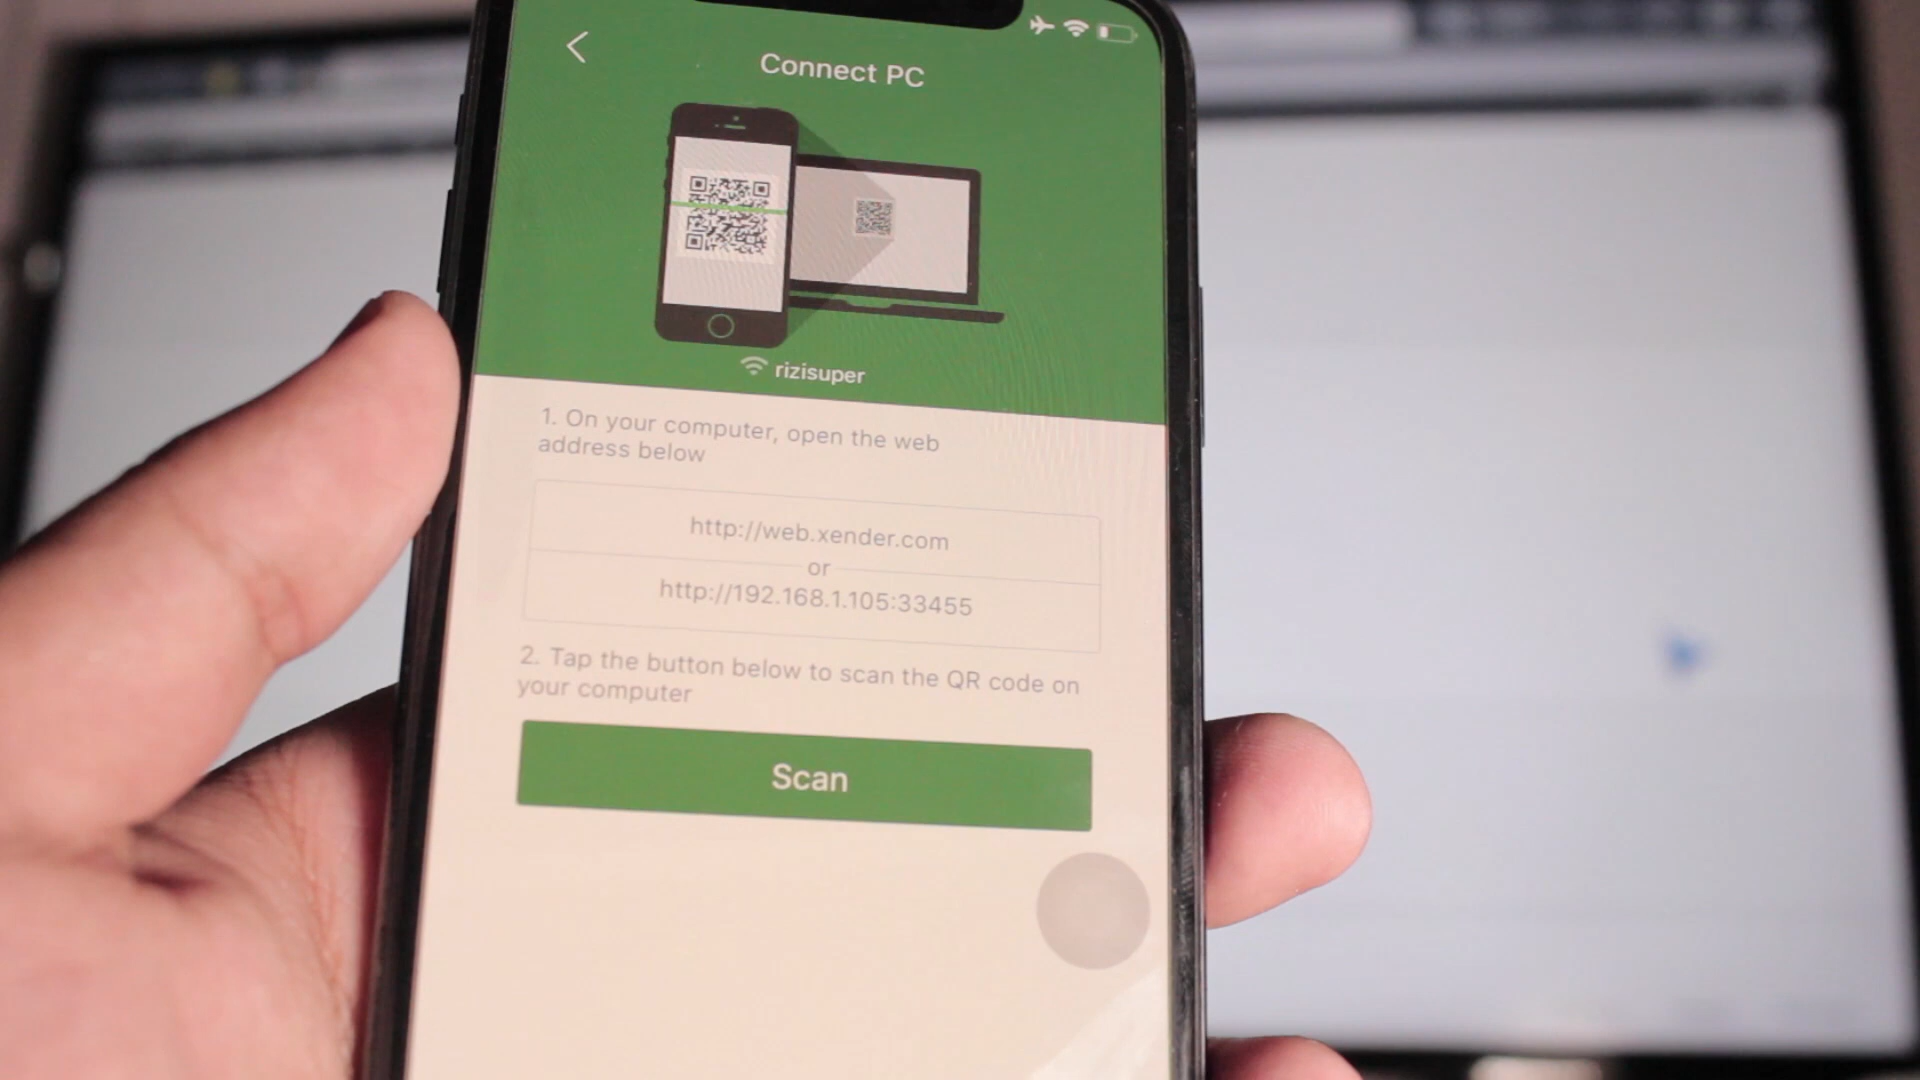 Connect PC
rizisuper
1. On your computer, open the web
address below
http://web.xender.com
or
http://192.168.1.105:33455
2. Tap the button below to scan the QR code on
your computer
Scan